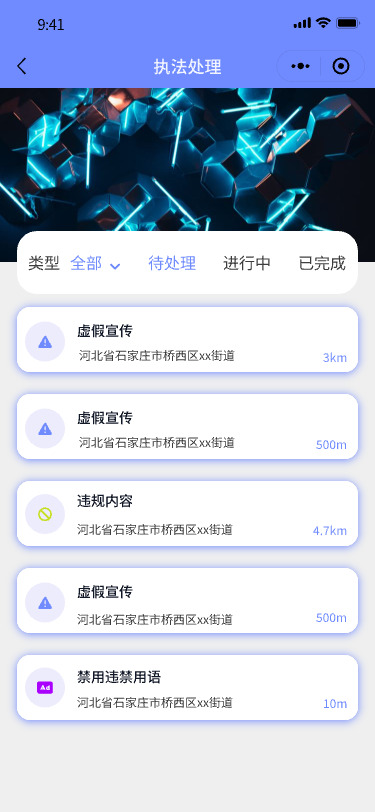 9:41
执法处理
类型 全部 待处理 进行中 已完成
虚假宣传
河北省石家庄市桥西区xx街道 3km
虚假宣传
河北省石家庄市桥西区xx街道 500m
违规内容
河北省石家庄市桥西区xx街道 4.7km
虚假宣传
河北省石家庄市桥西区xx街道 500m
Ad
禁用违禁用语
河北省石家庄市桥西区xx街道 10m